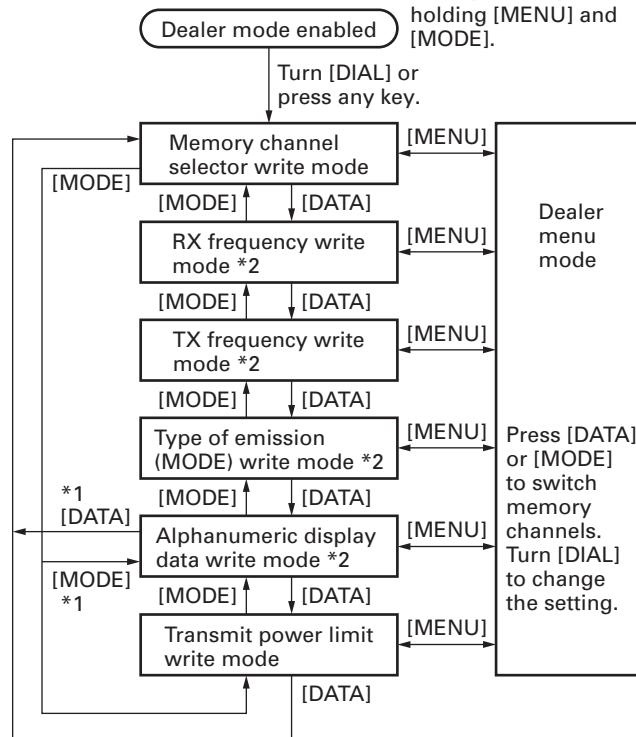 holding [MENU] and
[MODE].
Dealer mode enabled
Turn [DIAL] or
press any key.
Memory channel
selector write mode
[MENU]
[MODE]
[MODE]
[DATA]
RX frequency write
mode *2
[MENU]
Dealer
menu
mode
[MODE]
[DATA]
TX frequency write
mode *2
[MENU]
[MODE]
[DATA]
Type of emission
(MODE) write mode *2
[MENU]
Press [DATA]
or [MODE]
to switch
memory
channels.
Turn [DIAL]
to change
the setting.
[MODE]
[DATA]
*1
[DATA]
Alphanumeric display
data write mode *2
[MENU]
[MODE]
*1
[MODE]
[DATA]
Transmit power limit
write mode
[MENU]
[DATA]